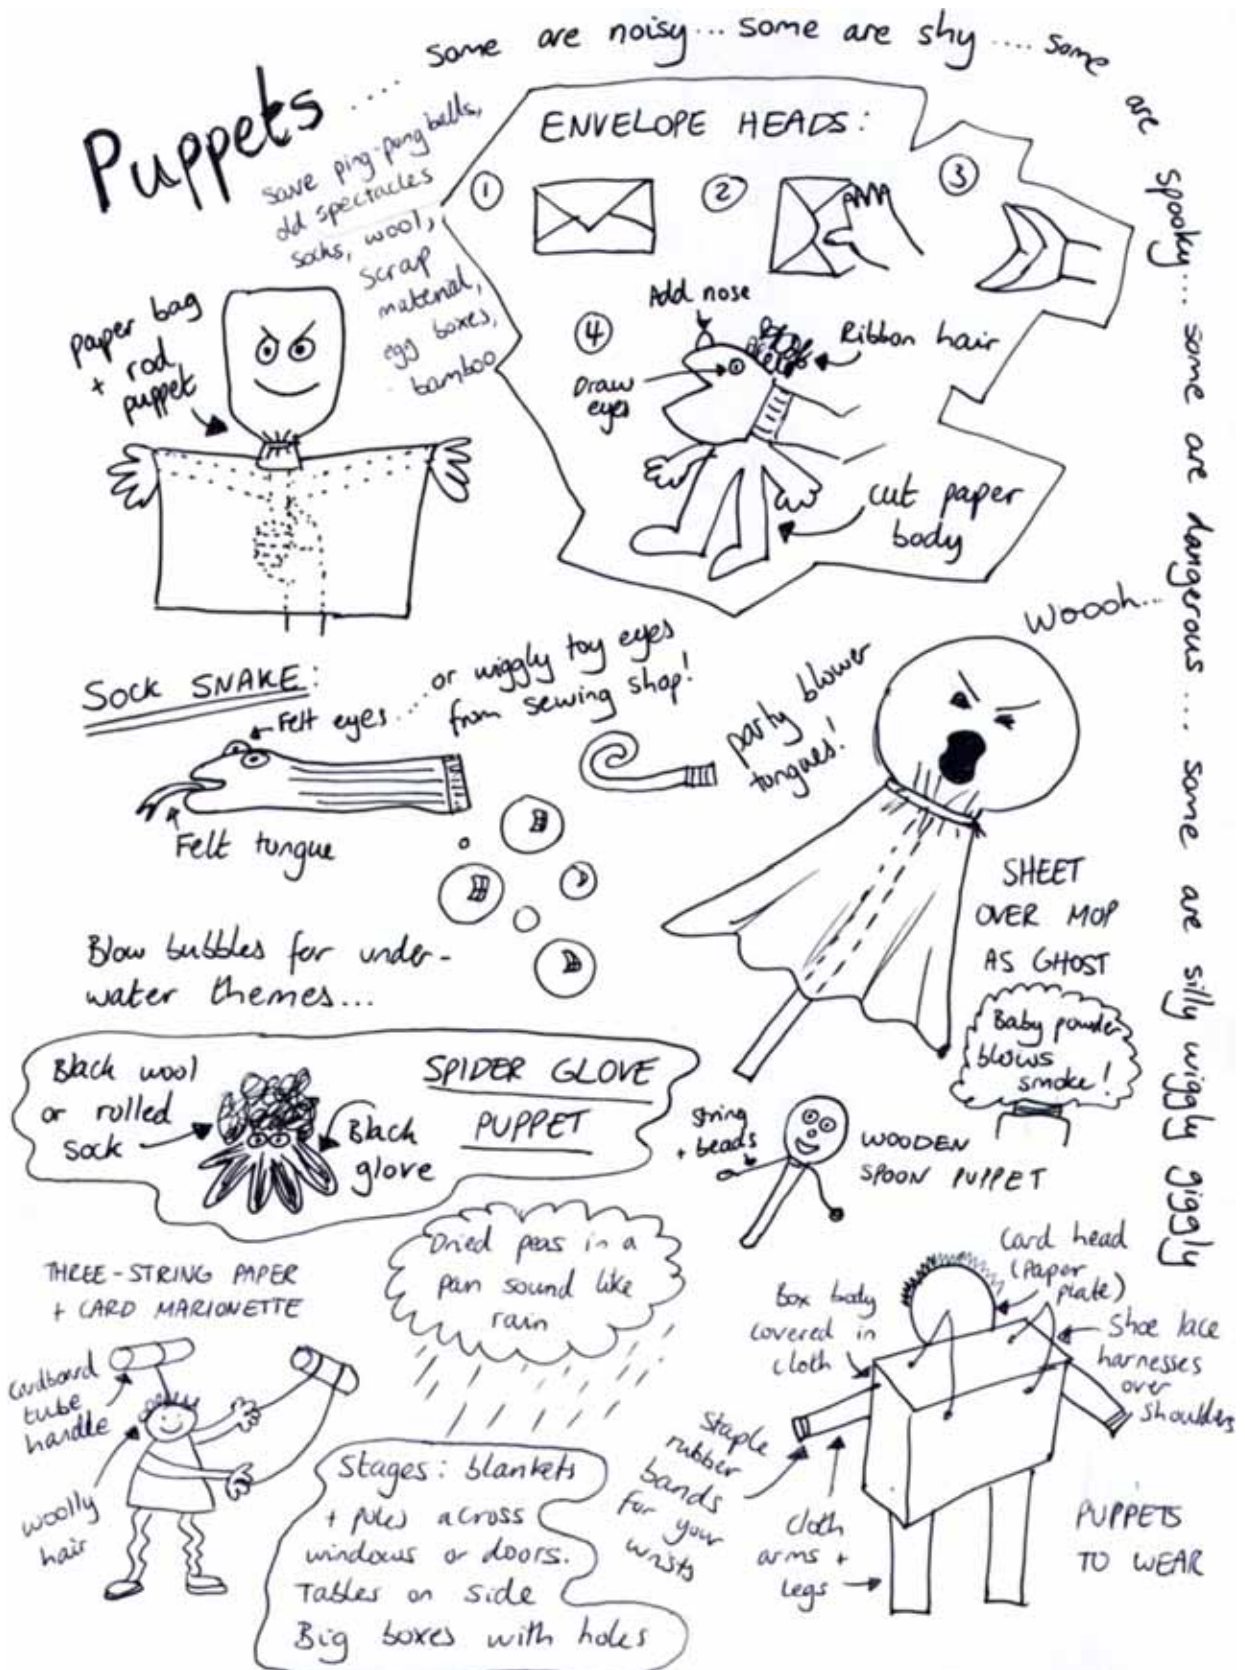 Puppets..... some are noisy... some are shy.... some are spooky.... some are dangerous.... some are silly wiggly giggly
save ping-pong balls,
old spectacles
socks, wool,
scrap
material,
egg boxes,
bamboo
paper bag
+ rod
puppet
ENVELOPE HEADS:
1
2
3
4
Add nose
Ribbon hair
Draw
eyes
cut paper
body
SOCK SNAKE:
Felt eyes.....or wiggly toy eyes
from sewing shop!
Felt tongue
party blower
tongues!
Woooh...
SHEET
OVER MOP
AS GHOST
Baby powder
blows
smoke!
Blow bubbles for under-
water themes...
SPIDER GLOVE
PUPPET
Black wool
or rolled
sock
Black
glove
string
+ beads
WOODEN
SPOON PUPPET
Dried peas in a
pan sound like
rain
THREE-STRING PAPER
+ CARD MARIONETTE
cardboard
tube
handle
woolly
hair
Stages: blankets
+ poles across
windows or doors.
Tables on side
Big boxes with holes
Card head
(paper
plate)
Box body
covered in
cloth
Shoe lace
harnesses
over
shoulders
Staple
rubber
bands
for your
wrists
cloth
arms +
legs
PUPPETS
TO WEAR